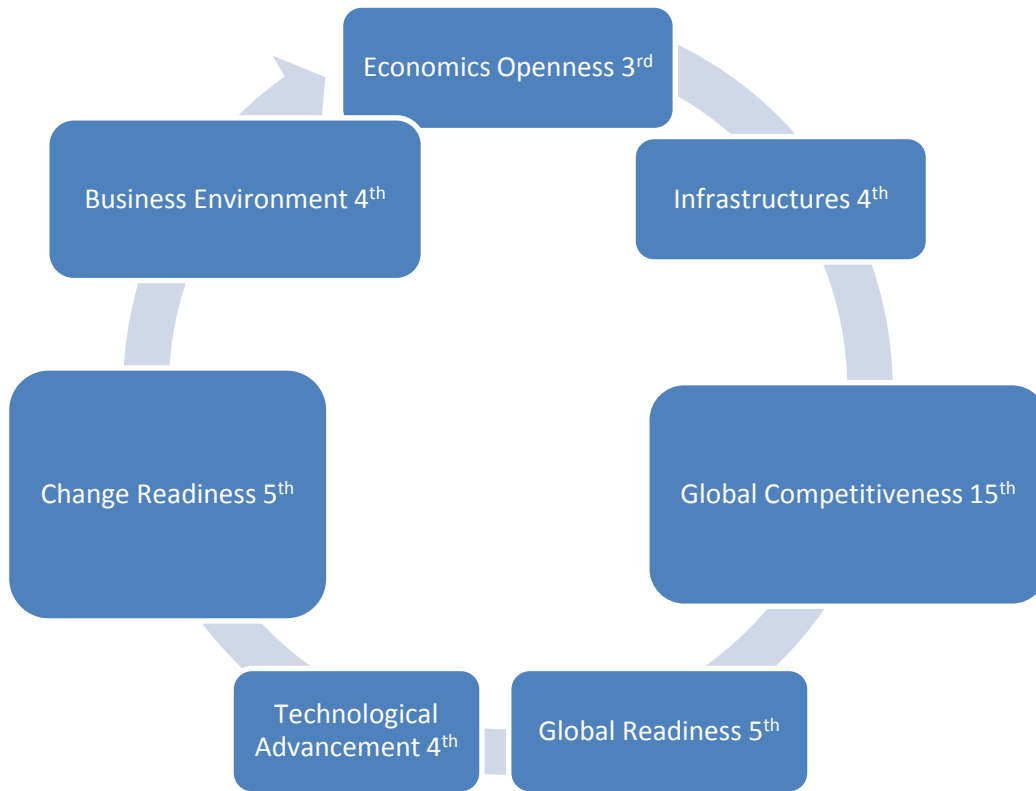 Economics Openness 3rd
Infrastructures 4th
Global Competitiveness 15th
Global Readiness 5th
Technological
Advancement 4th
Change Readiness 5th
Business Environment 4th